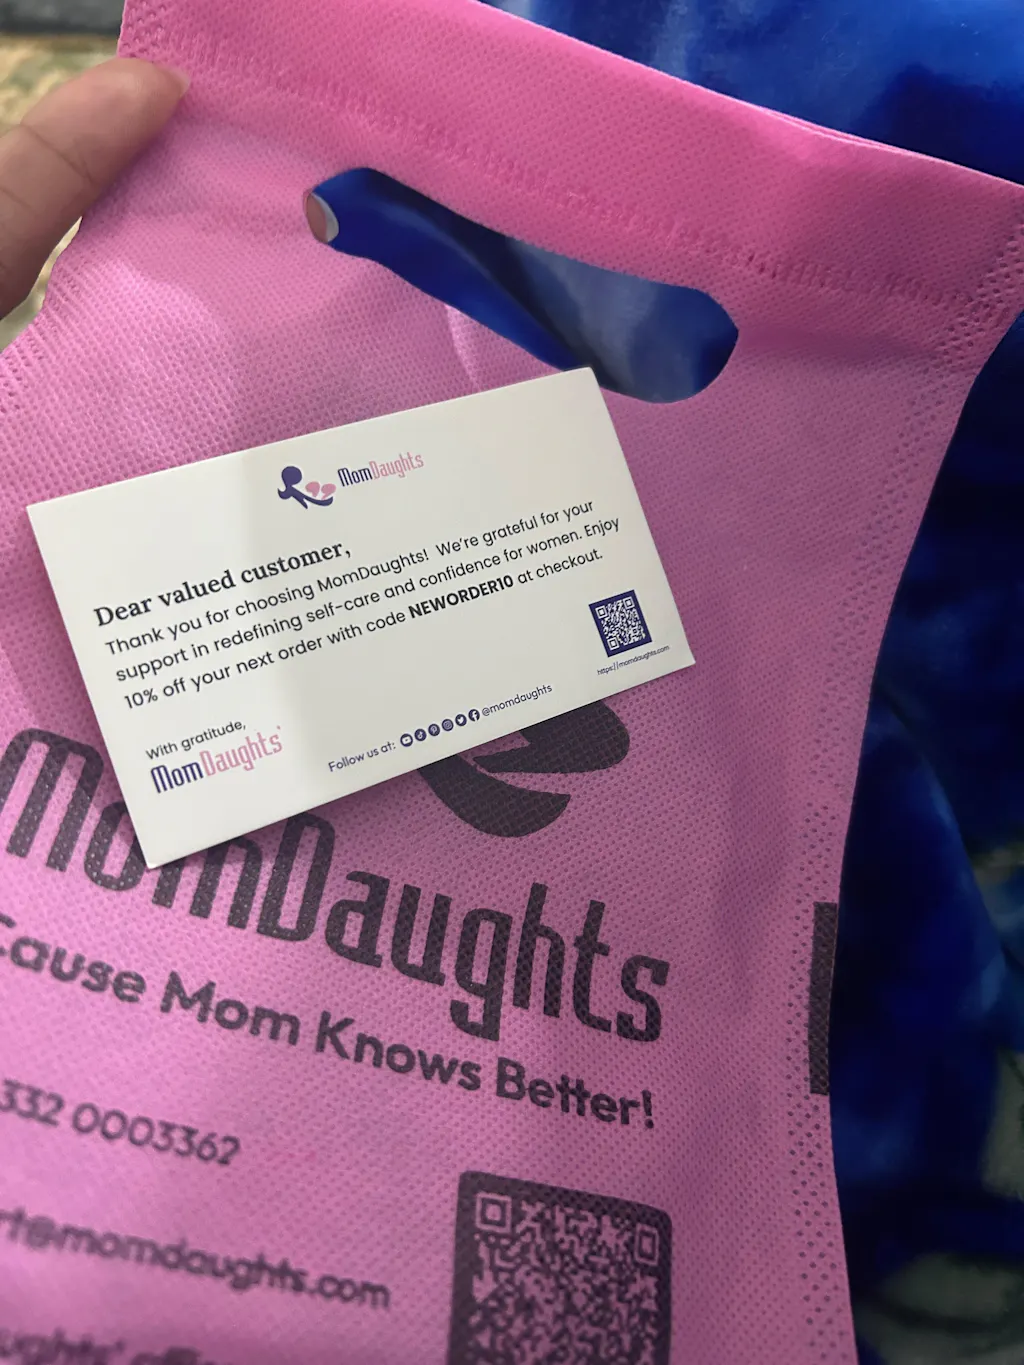 MomDaughts
Dear valued customer,
Thank you for choosing MomDaughts! We're grateful for your
support in redefining self-care and confidence for women. Enjoy
10% off your next order with code NEWORDER10 at checkout.
https://momdaughts.com
With gratitude,
MomDaughts
Follow us at: @momdaughts
MomDaughts
Cause Mom Knows Better!
332 0003362
rt@momdaughts.com